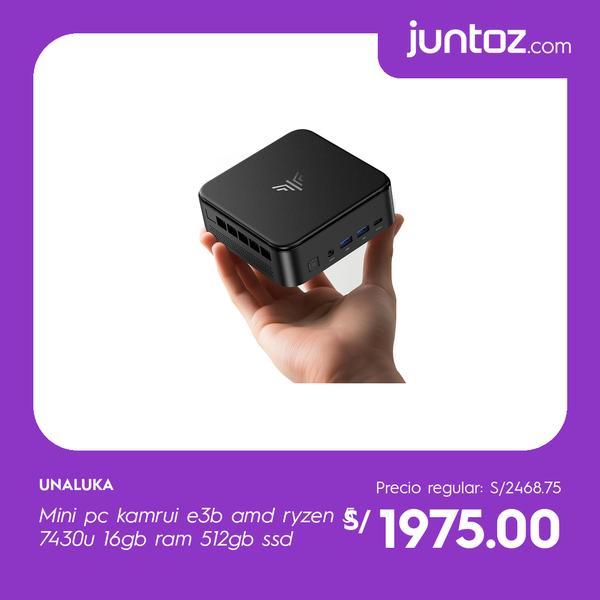 juntoz.com
UNALUKA
Mini pc kamrui e3b amd ryzen 5
7430u 16gb ram 512gb ssd
Precio regular: S/2468.75
S/ 1975.00